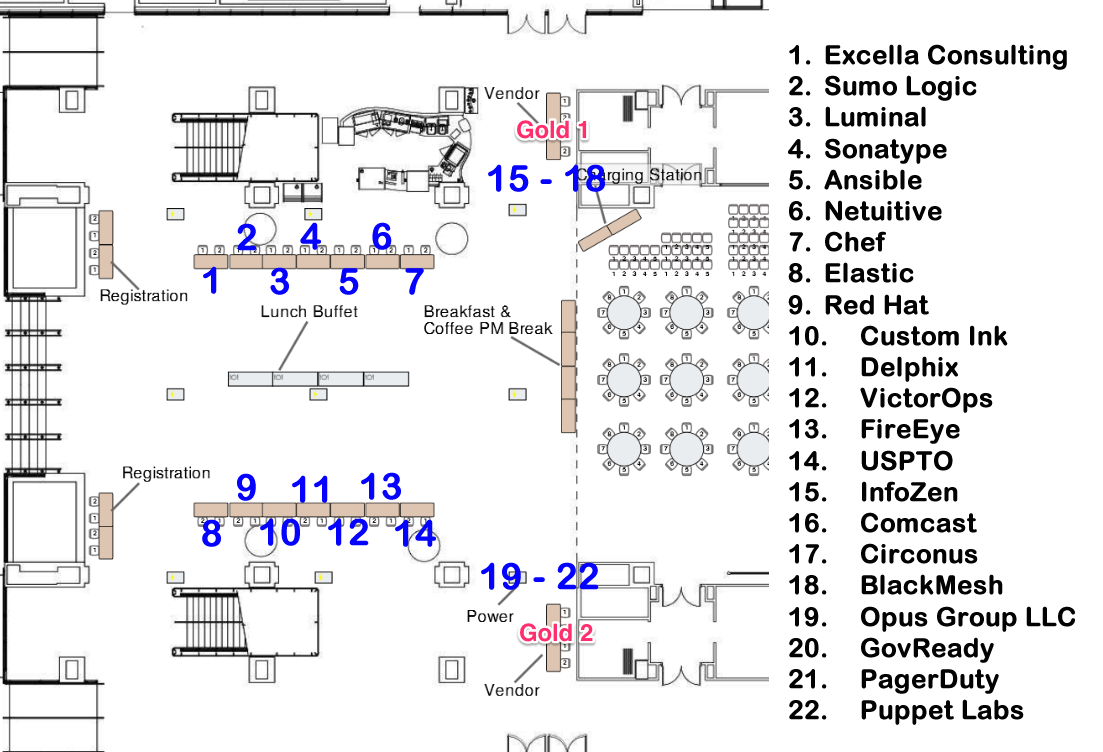 Vendor
Gold 1
15 - 18
Charging Station
2 4 6
1 3 5 7
Registration
Lunch Buffet
Breakfast &
Coffee PM Break
Registration
9 11 13
8 10 12 14
19 - 22
Power
Gold 2
Vendor
1. Excella Consulting
2. Sumo Logic
3. Luminal
4. Sonatype
5. Ansible
6. Netuitive
7. Chef
8. Elastic
9. Red Hat
10. Custom Ink
11. Delphix
12. VictorOps
13. FireEye
14. USPTO
15. InfoZen
16. Comcast
17. Circonus
18. BlackMesh
19. Opus Group LLC
20. GovReady
21. PagerDuty
22. Puppet Labs